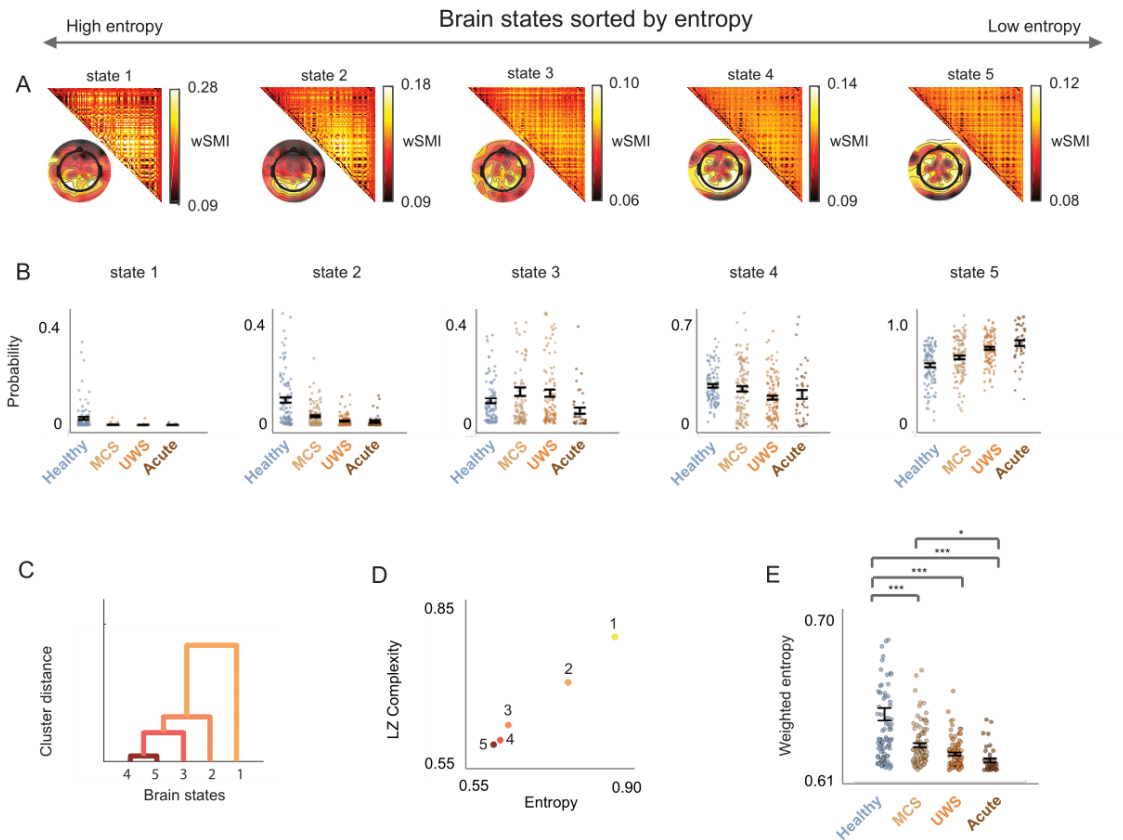 Brain states sorted by entropy
High entropy
Low entropy
A
state 1
state 2
state 3
state 4
state 5
0.28
wSMI
0.09
0.18
wSMI
0.09
0.10
wSMI
0.06
0.14
wSMI
0.09
0.12
wSMI
0.08
B
state 1
state 2
state 3
state 4
state 5
Probability
0.4
0
Healthy
MCS
UWS
Acute
0.4
0
Healthy
MCS
UWS
Acute
0.4
0
Healthy
MCS
UWS
Acute
0.7
0
Healthy
MCS
UWS
Acute
1.0
0
Healthy
MCS
UWS
Acute
C
Cluster distance
4 5 3 2 1
Brain states
D
LZ Complexity
0.85
0.55
1
2
3
4
5
0.55
0.90
Entropy
E
*
***
***
***
Weighted entropy
0.70
0.61
Healthy
MCS
UWS
Acute